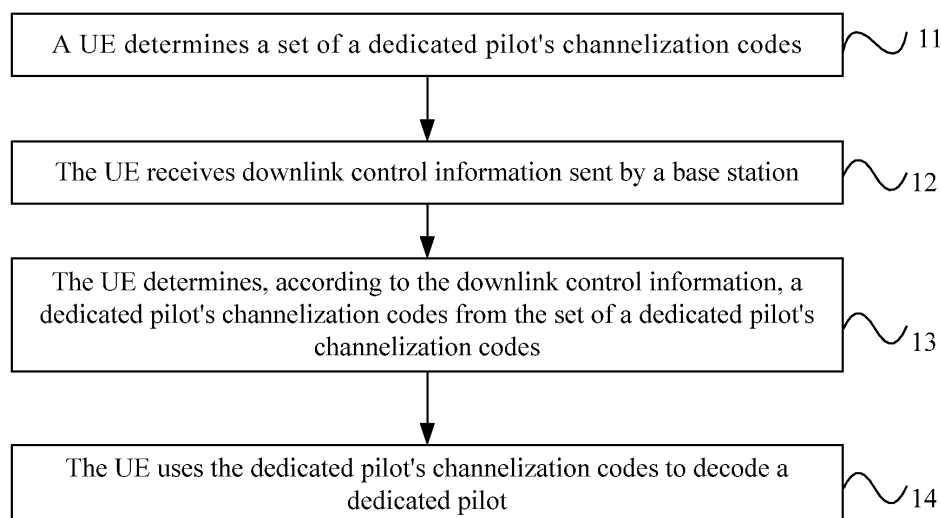 A UE determines a set of a dedicated pilot's channelization codes
11
The UE receives downlink control information sent by a base station
12
The UE determines, according to the downlink control information, a
dedicated pilot's channelization codes from the set of a dedicated pilot's
channelization codes
13
The UE uses the dedicated pilot's channelization codes to decode a
dedicated pilot
14